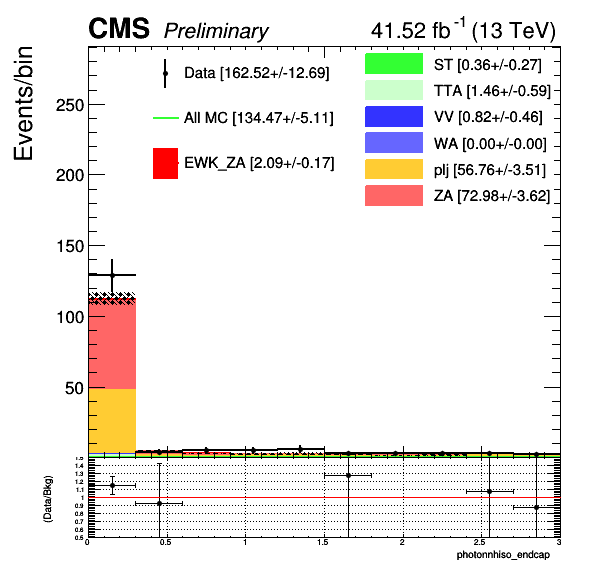 CMS Preliminary 41.52 fb⁻¹ (13 TeV)
Events/bin
250
200
150
100
50
Data [162.52+/-12.69]
All MC [134.47+/-5.11]
EWK_ZA [2.09+/-0.17]
ST [0.36+/-0.27]
TTA [1.46+/-0.59]
VV [0.82+/-0.46]
WA [0.00+/-0.00]
plj [56.76+/-3.51]
ZA [72.98+/-3.62]
(Data/Bkg)
1.5
1.4
1.3
1.2
1.1
1
0.9
0.8
0.7
0.6
0.5
0 0.5 1 1.5 2 2.5 3
photonnhiso_endcap